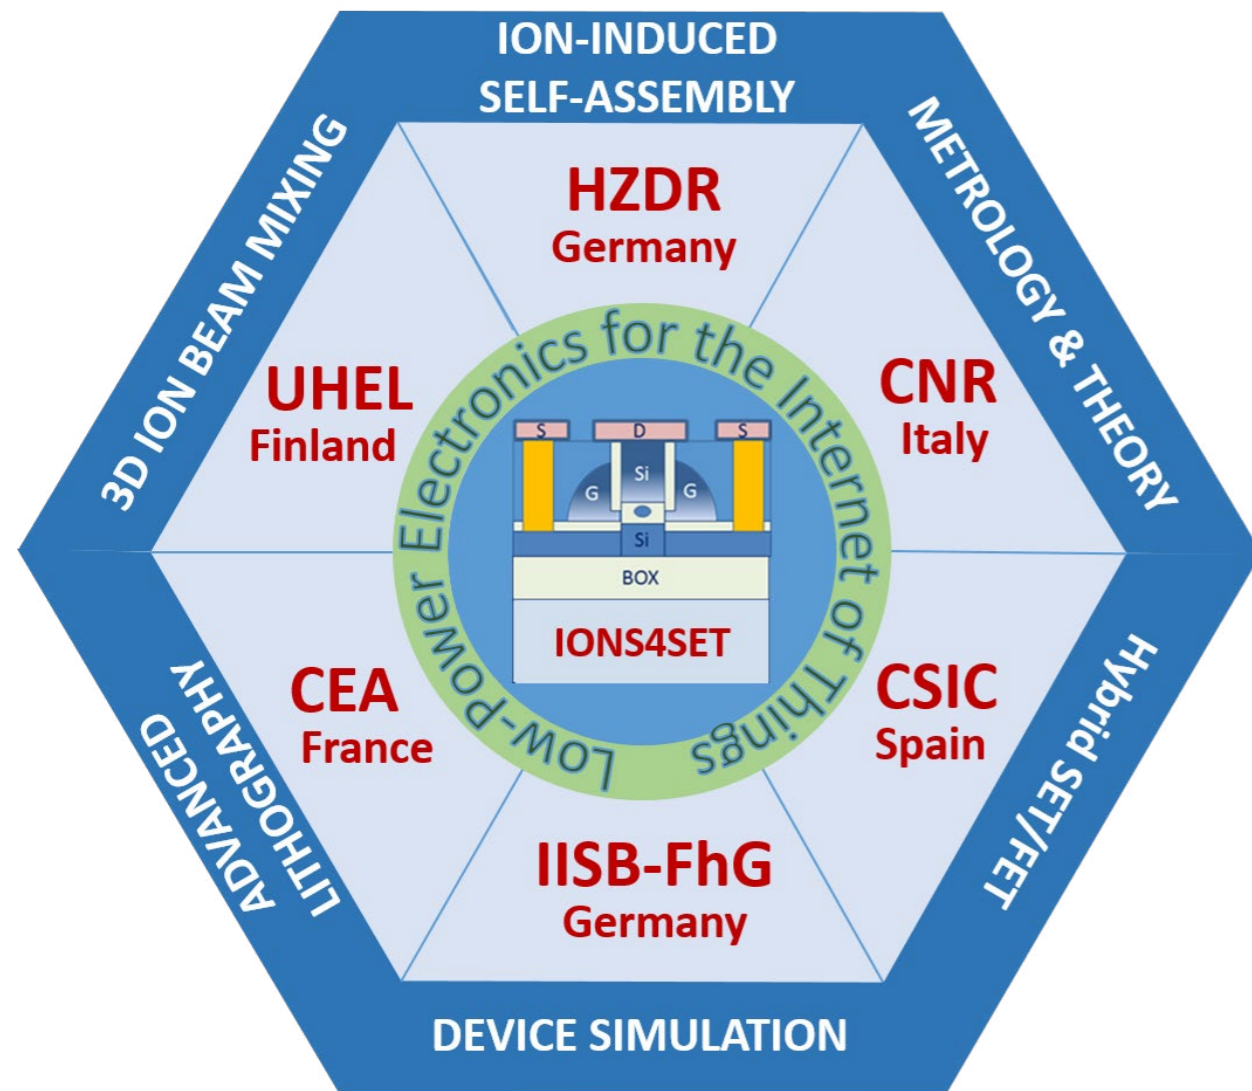 ION-INDUCED
SELF-ASSEMBLY
METROLOGY & THEORY
Hybrid SET/FET
DEVICE SIMULATION
ADVANCED
LITHOGRAPHY
3D ION BEAM MIXING
HZDR
Germany
CNR
Italy
CSIC
Spain
IISB-FhG
Germany
CEA
France
UHEL
Finland
Low-Power Electronics for the Internet of Things
S D S
G Si G
Si
BOX
IONS4SET